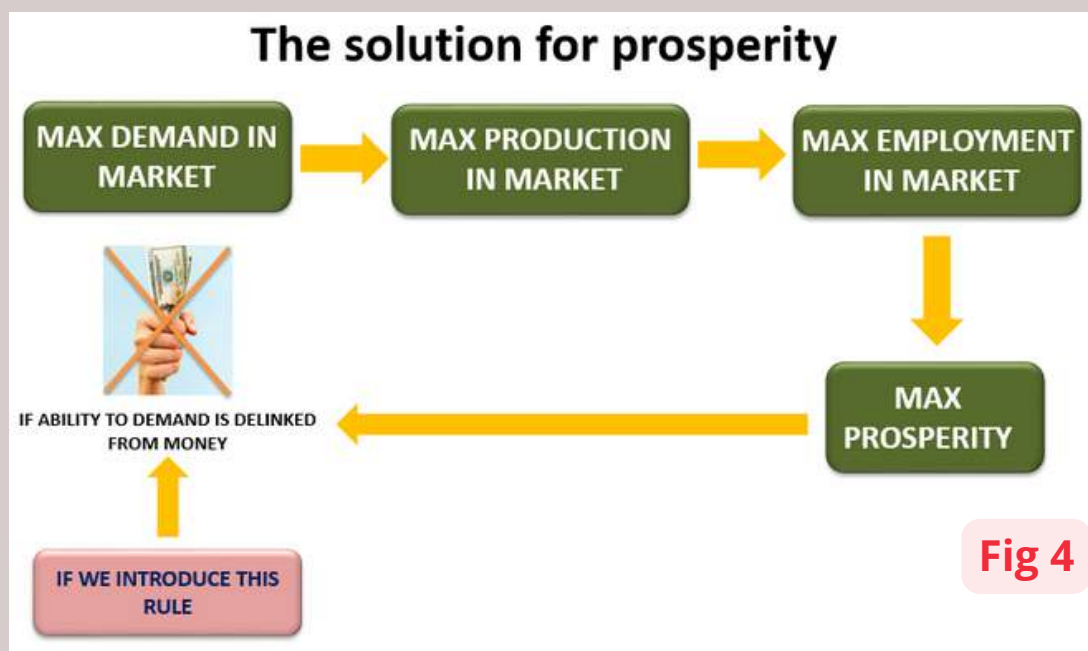 The solution for prosperity
MAX DEMAND IN
MARKET
MAX PRODUCTION
IN MARKET
MAX EMPLOYMENT
IN MARKET
MAX
PROSPERITY
IF ABILITY TO DEMAND IS DELINKED
FROM MONEY
IF WE INTRODUCE THIS
RULE
Fig 4